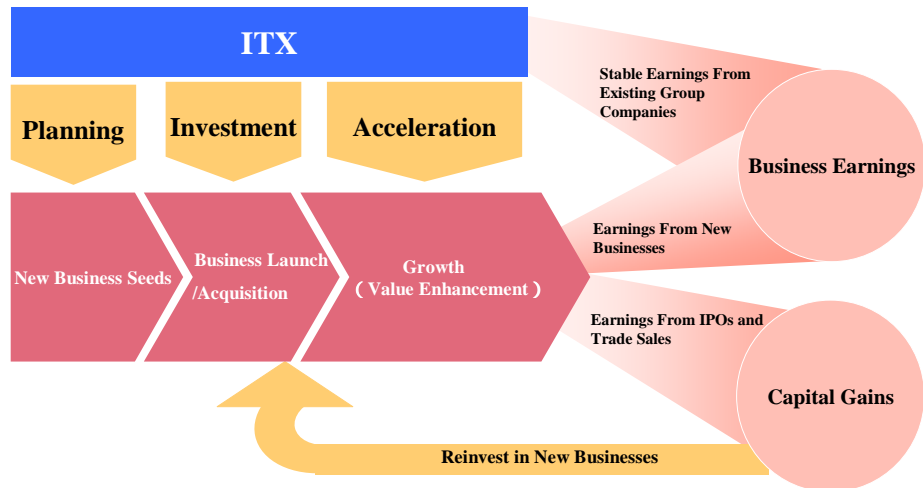 ITX
Planning
Investment
Acceleration
Stable Earnings From
Existing Group
Companies
Business Earnings
Earnings From New
Businesses
New Business Seeds
Business Launch
/Acquisition
Growth
( Value Enhancement )
Earnings From IPOs and
Trade Sales
Capital Gains
Reinvest in New Businesses